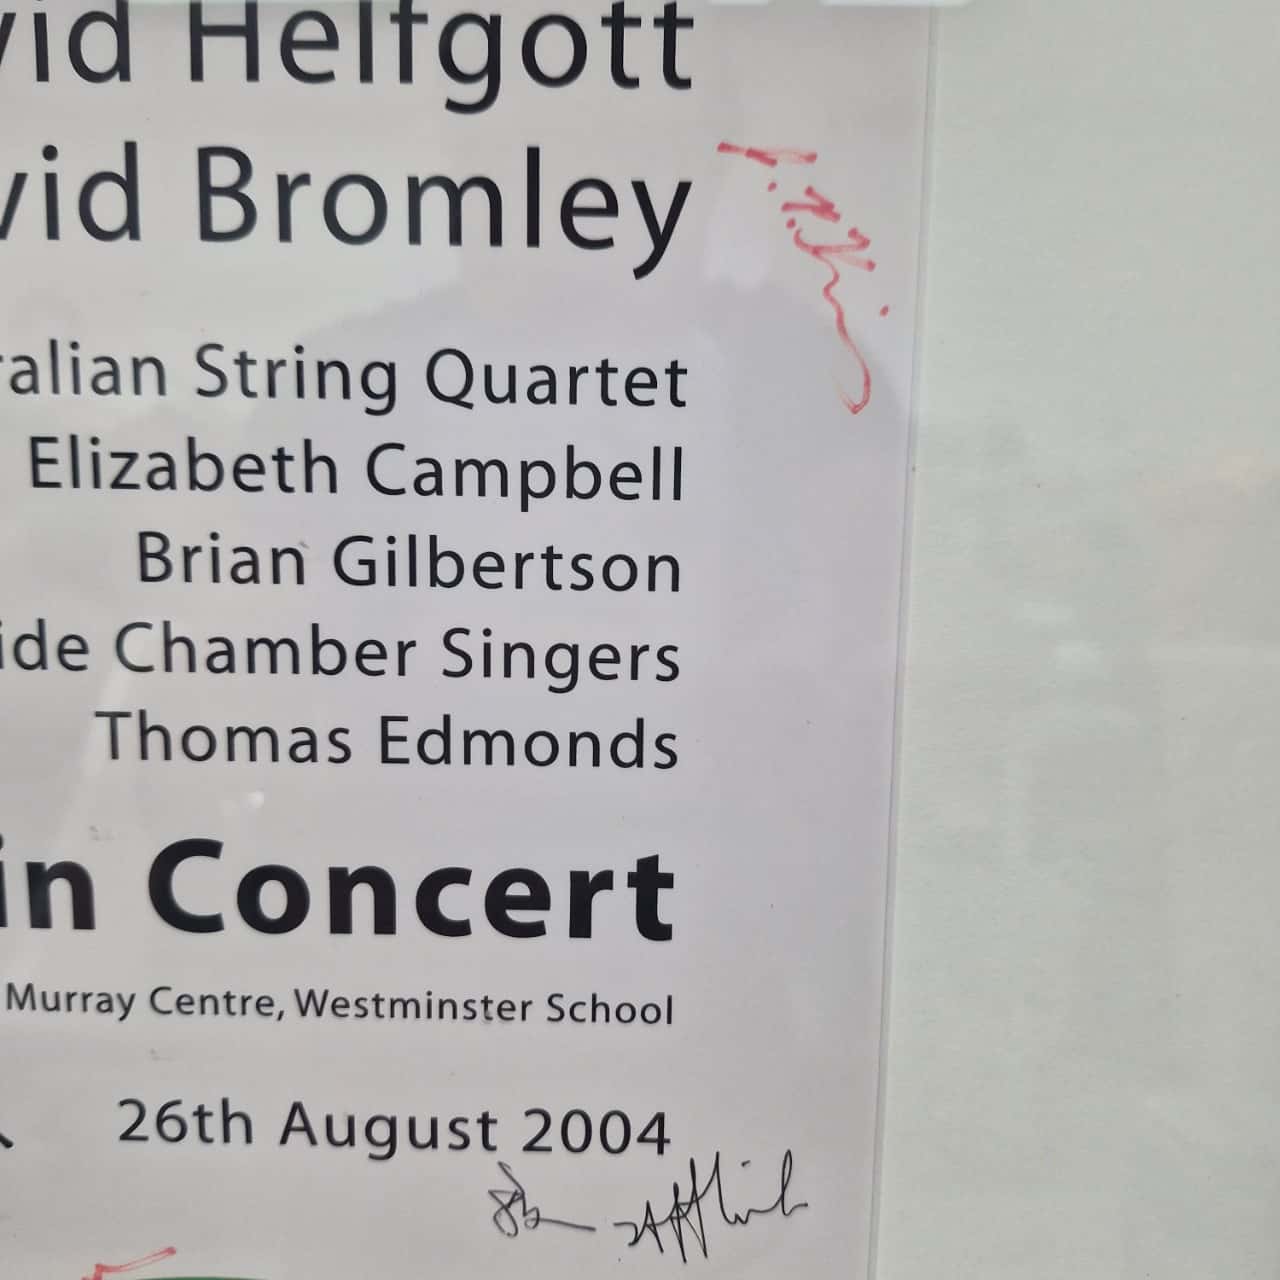 vid Helfgott
vid Bromley
ralian String Quartet
Elizabeth Campbell
Brian Gilbertson
ide Chamber Singers
Thomas Edmonds
in Concert
Murray Centre, Westminster School
26th August 2004